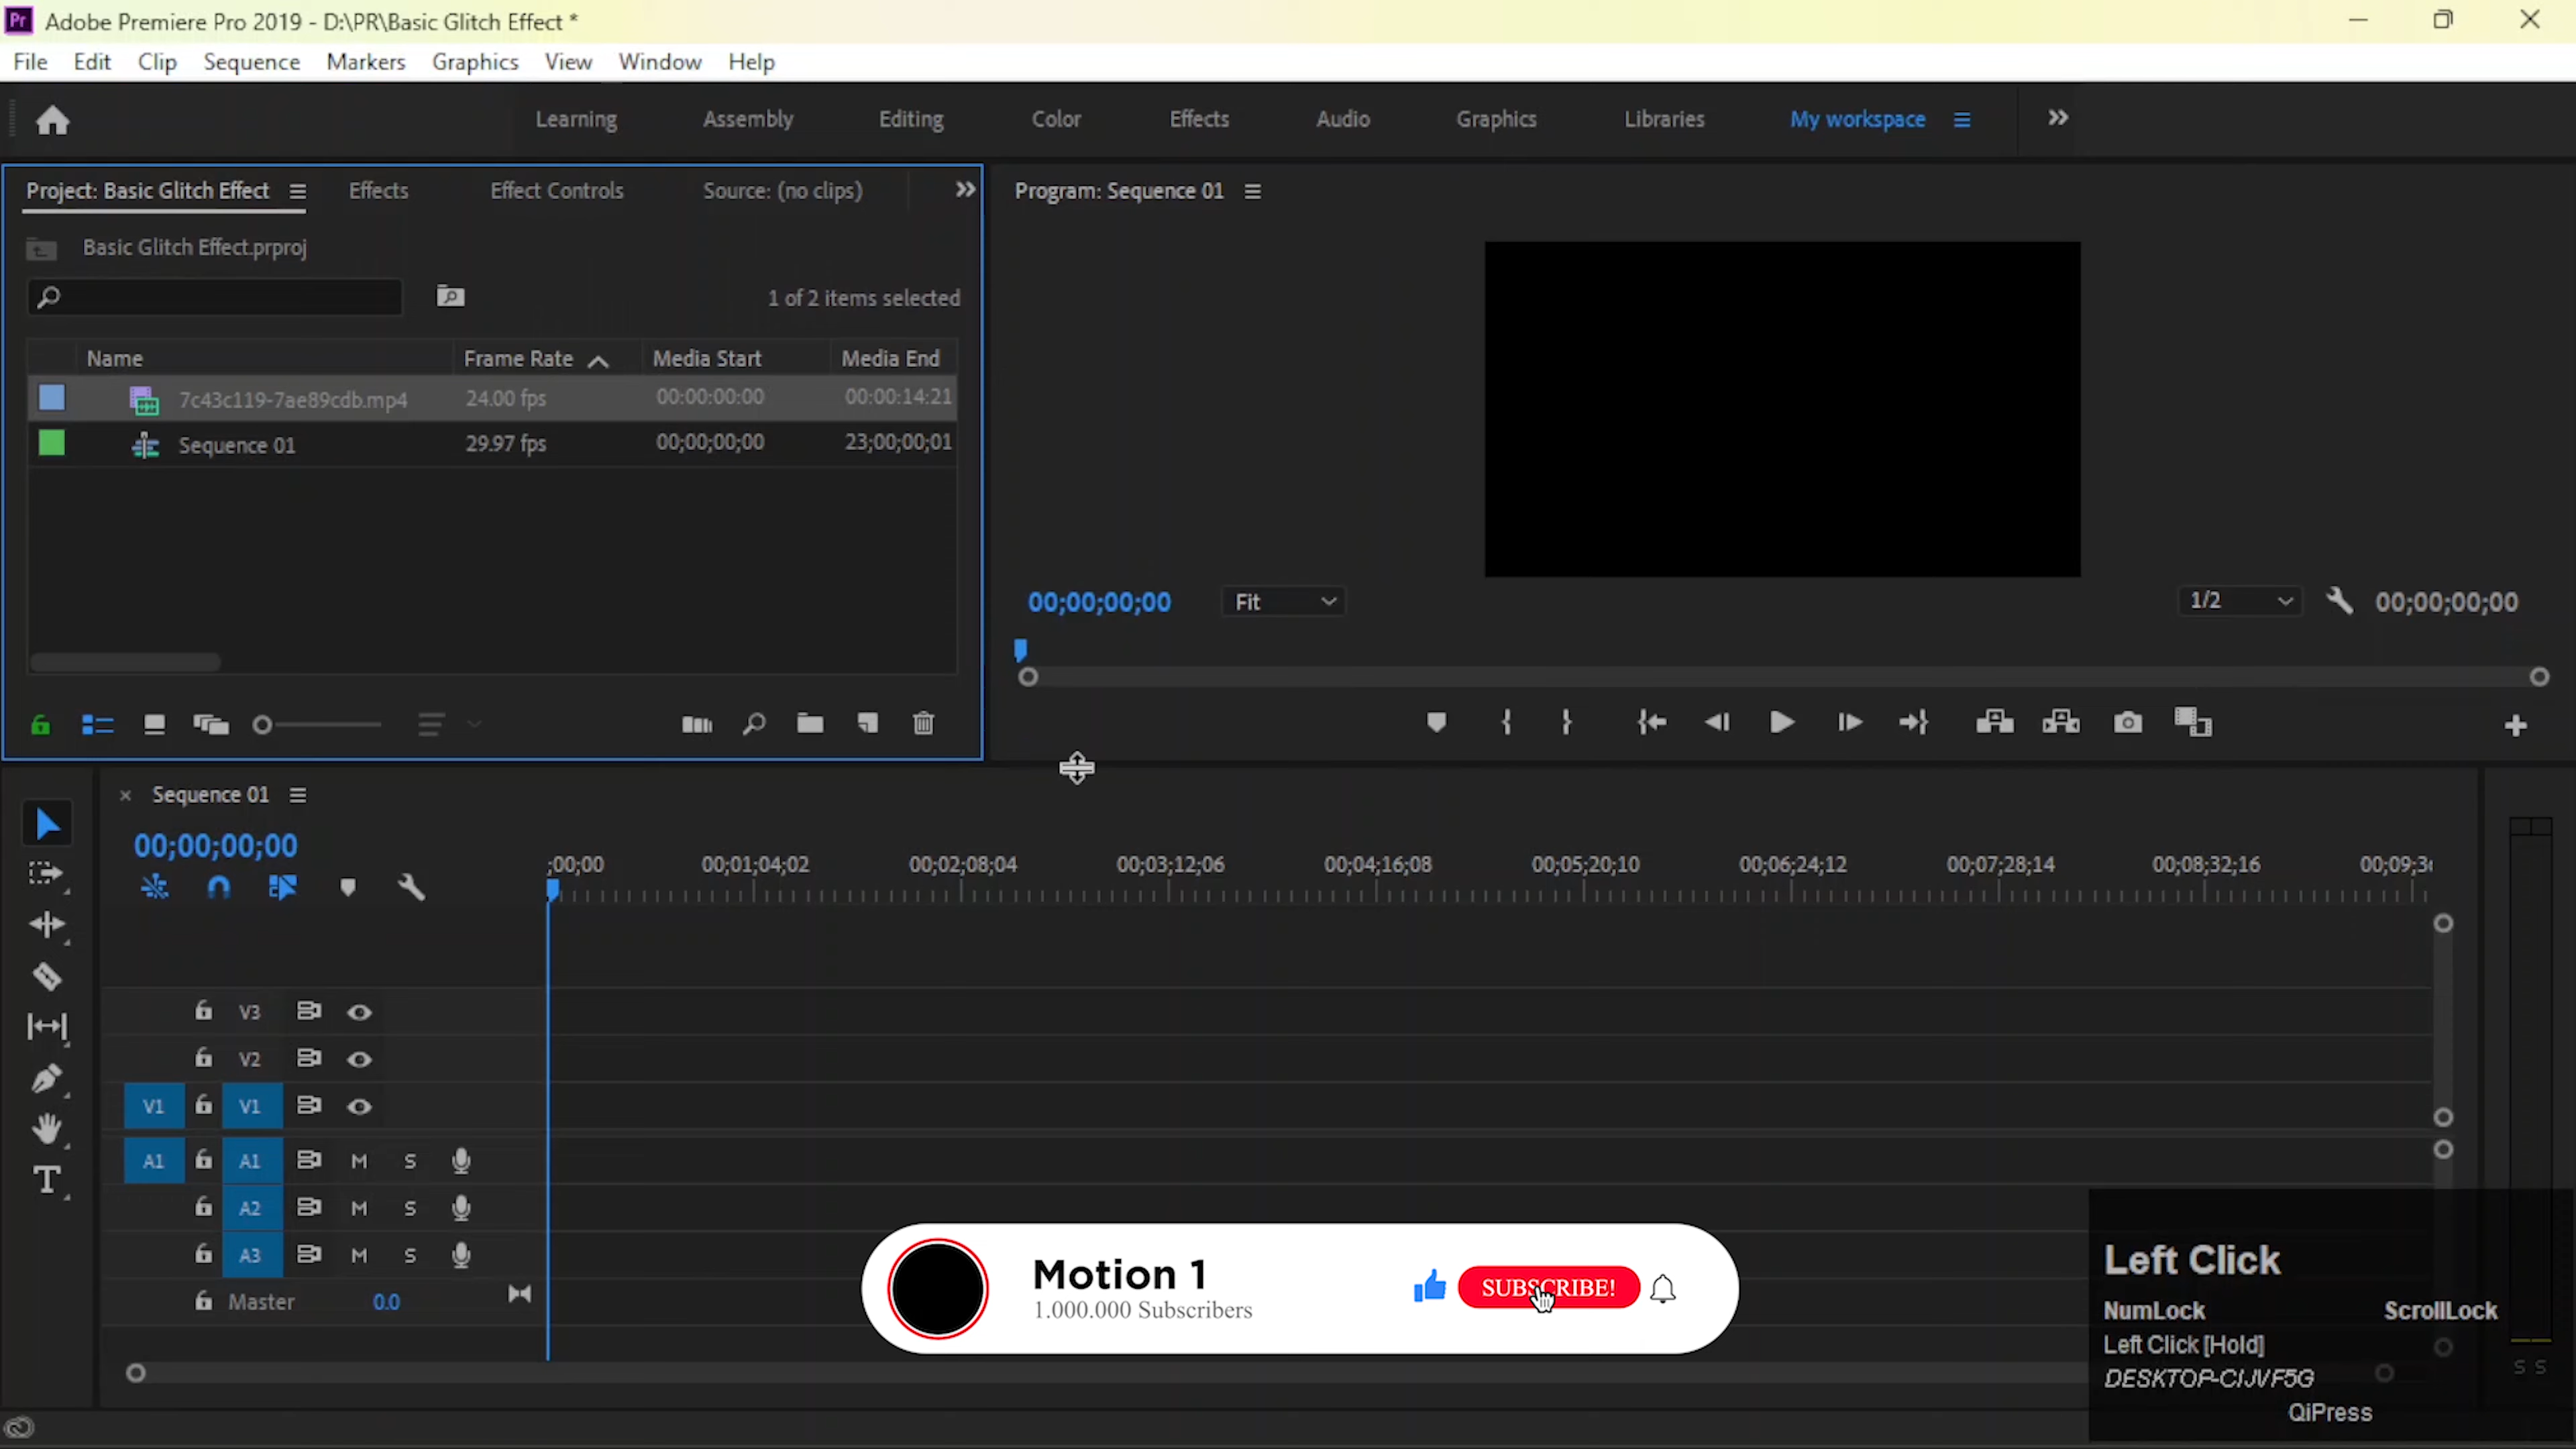 Adobe Premiere Pro 2019 - D:\PR\Basic Glitch Effect *
File Edit Clip Sequence Markers Graphics View Window Help
Learning Assembly Editing Color Effects Audio Graphics Libraries My workspace
Project: Basic Glitch Effect Effects Effect Controls Source: (no clips)
Program: Sequence 01
Basic Glitch Effect.prproj
1 of 2 items selected
Name Frame Rate Media Start Media End
7c43c119-7ae89cdb.mp4 24.00 fps 00:00:00:00 00:00:14:21
Sequence 01 29.97 fps 00;00;00;00 23;00;00;01
00;00;00;00 Fit 1/2 00;00;00;00
Sequence 01
00;00;00;00
;00;00 00;01;04;02 00;02;08;04 00;03;12;06 00;04;16;08 00;05;20;10 00;06;24;12 00;07;28;14 00;08;32;16 00;09;3
V3
V2
V1 V1
A1 A1 M S
A2 M S
A3 M S
Master 0.0
Motion 1
1.000.000 Subscribers
SUBSCRIBE!
Left Click
NumLock ScrollLock
Left Click [Hold]
DESKTOP-CIJVF5G
QiPress
S S